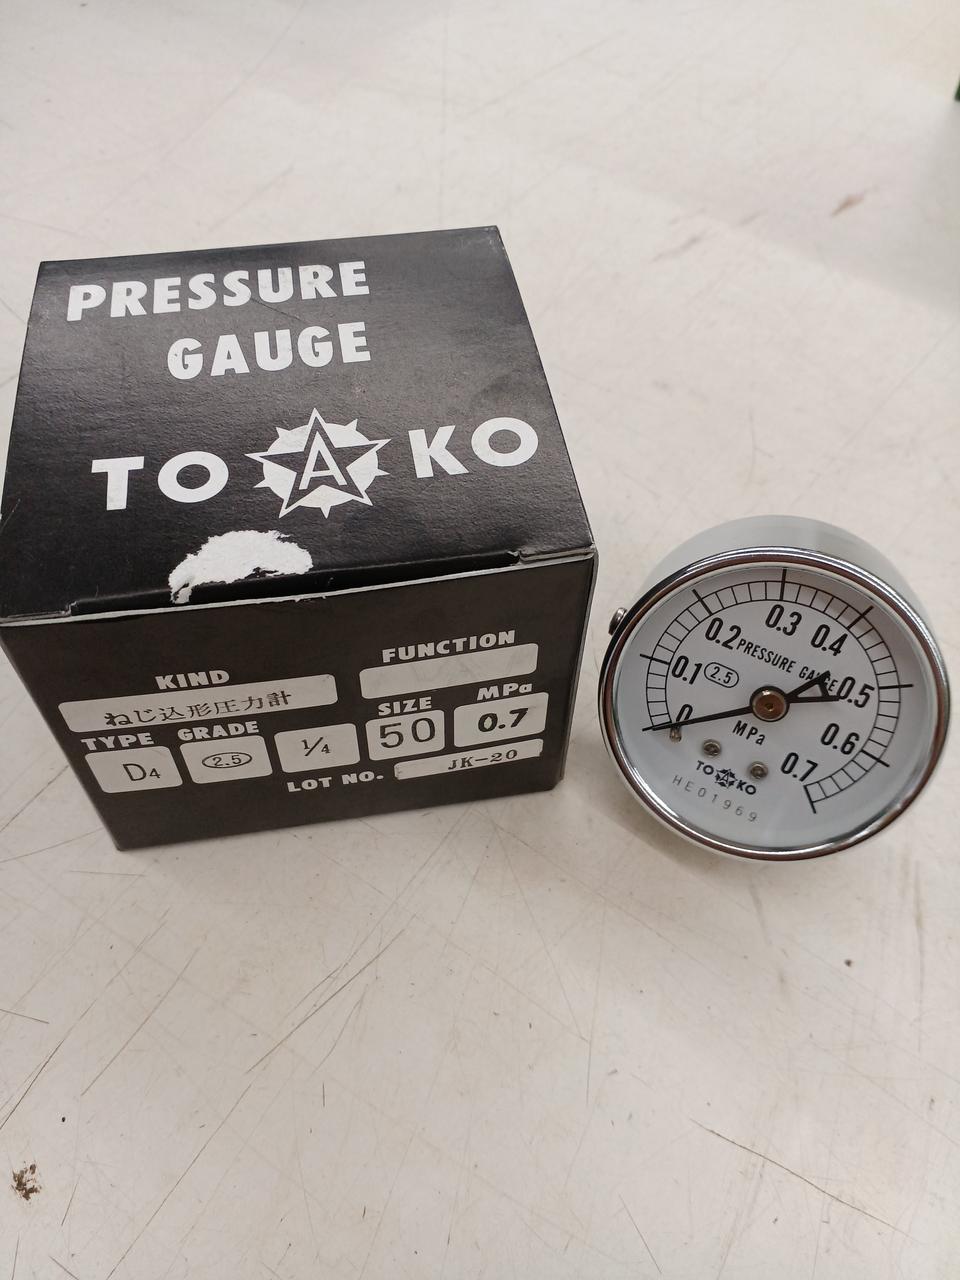 PRESSURE
GAUGE
TO A KO
KIND
FUNCTION
ねじ込形圧力計
TYPE GRADE SIZE MPa
D4 2.5 1/4 50 0.7
LOT NO. JK-20
0 0.1 0.2 0.3 0.4 0.5 0.6 0.7
PRESSURE GAUGE
2.5
MPa
TO A KO
HE01969